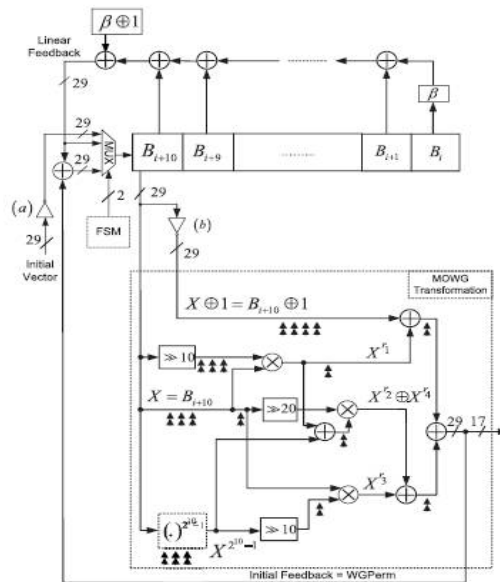 β⊕1
Linear
Feedback
29
β
29
29
29
MUX
B_{i+10} B_{i+9} ........ B_{i+1} B_i
(a)
2
29
29
FSM
(b)
29
Initial
Vector
MOWG
Transformation
X⊕1 = B_{i+10}⊕1
≫10
X^{r_1}
X = B_{i+10}
≫20
X^{r_2}⊕X^{r_4}
29 17
X^{r_3}
(.)^{2^{10}-1}
≫10
X^{2^{10}-1}
Initial Feedback = WGPerm